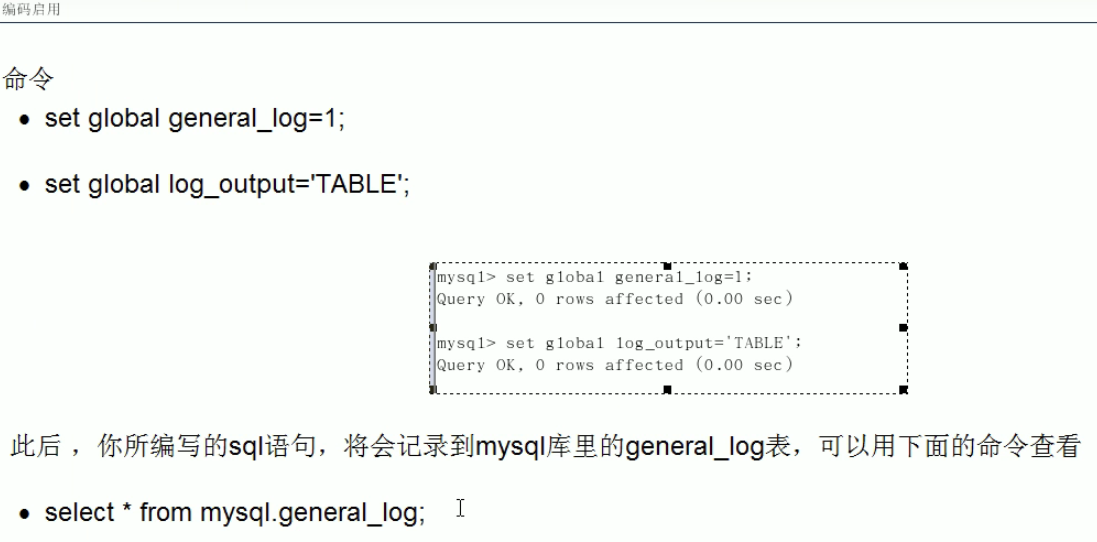 编码启用
命令
• set global general_log=1;
• set global log_output='TABLE';
mysql> set global general_log=1;
Query OK, 0 rows affected (0.00 sec)
mysql> set global log_output='TABLE';
Query OK, 0 rows affected (0.00 sec)
此后 ，你所编写的sql语句，将会记录到mysql库里的general_log表，可以用下面的命令查看
• select * from mysql.general_log;